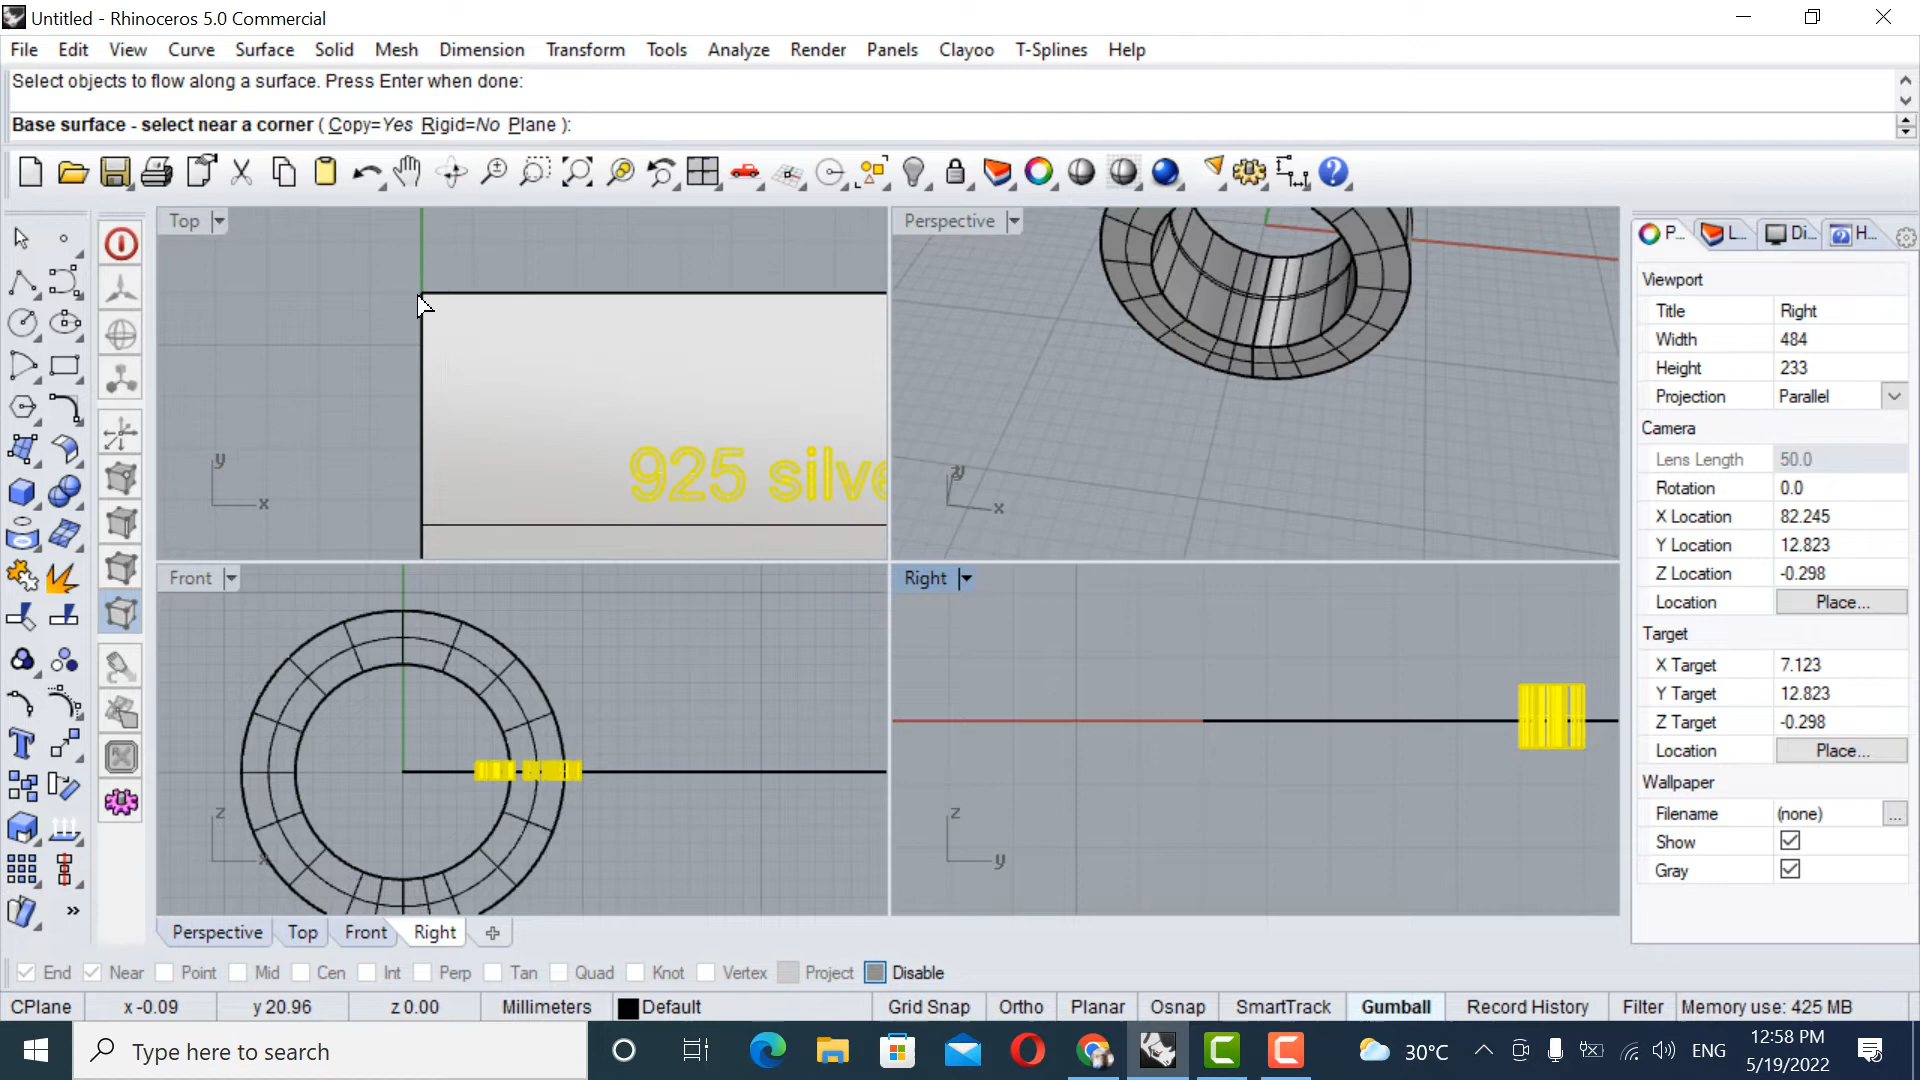 Untitled - Rhinoceros 5.0 Commercial
File Edit View Curve Surface Solid Mesh Dimension Transform Tools Analyze Render Panels Clayoo T-Splines Help
Select objects to flow along a surface. Press Enter when done:
Base surface - select near a corner ( Copy=Yes Rigid=No Plane ):
Top
Perspective
P... L... Di... H...
Viewport
Title Right
Width 484
Height 233
Projection Parallel
Camera
Lens Length 50.0
Rotation 0.0
X Location 82.245
Y Location 12.823
Z Location -0.298
Location Place...
Target
X Target 7.123
Y Target 12.823
Z Target -0.298
Location Place...
Wallpaper
Filename (none) ...
Show
Gray
925 silve
y
x
x
Front
Right
z
z
y
Perspective Top Front Right
End Near Point Mid Cen Int Perp Tan Quad Knot Vertex Project Disable
CPlane x -0.09 y 20.96 z 0.00 Millimeters Default Grid Snap Ortho Planar Osnap SmartTrack Gumball Record History Filter Memory use: 425 MB
Type here to search
30°C
ENG
12:58 PM
5/19/2022